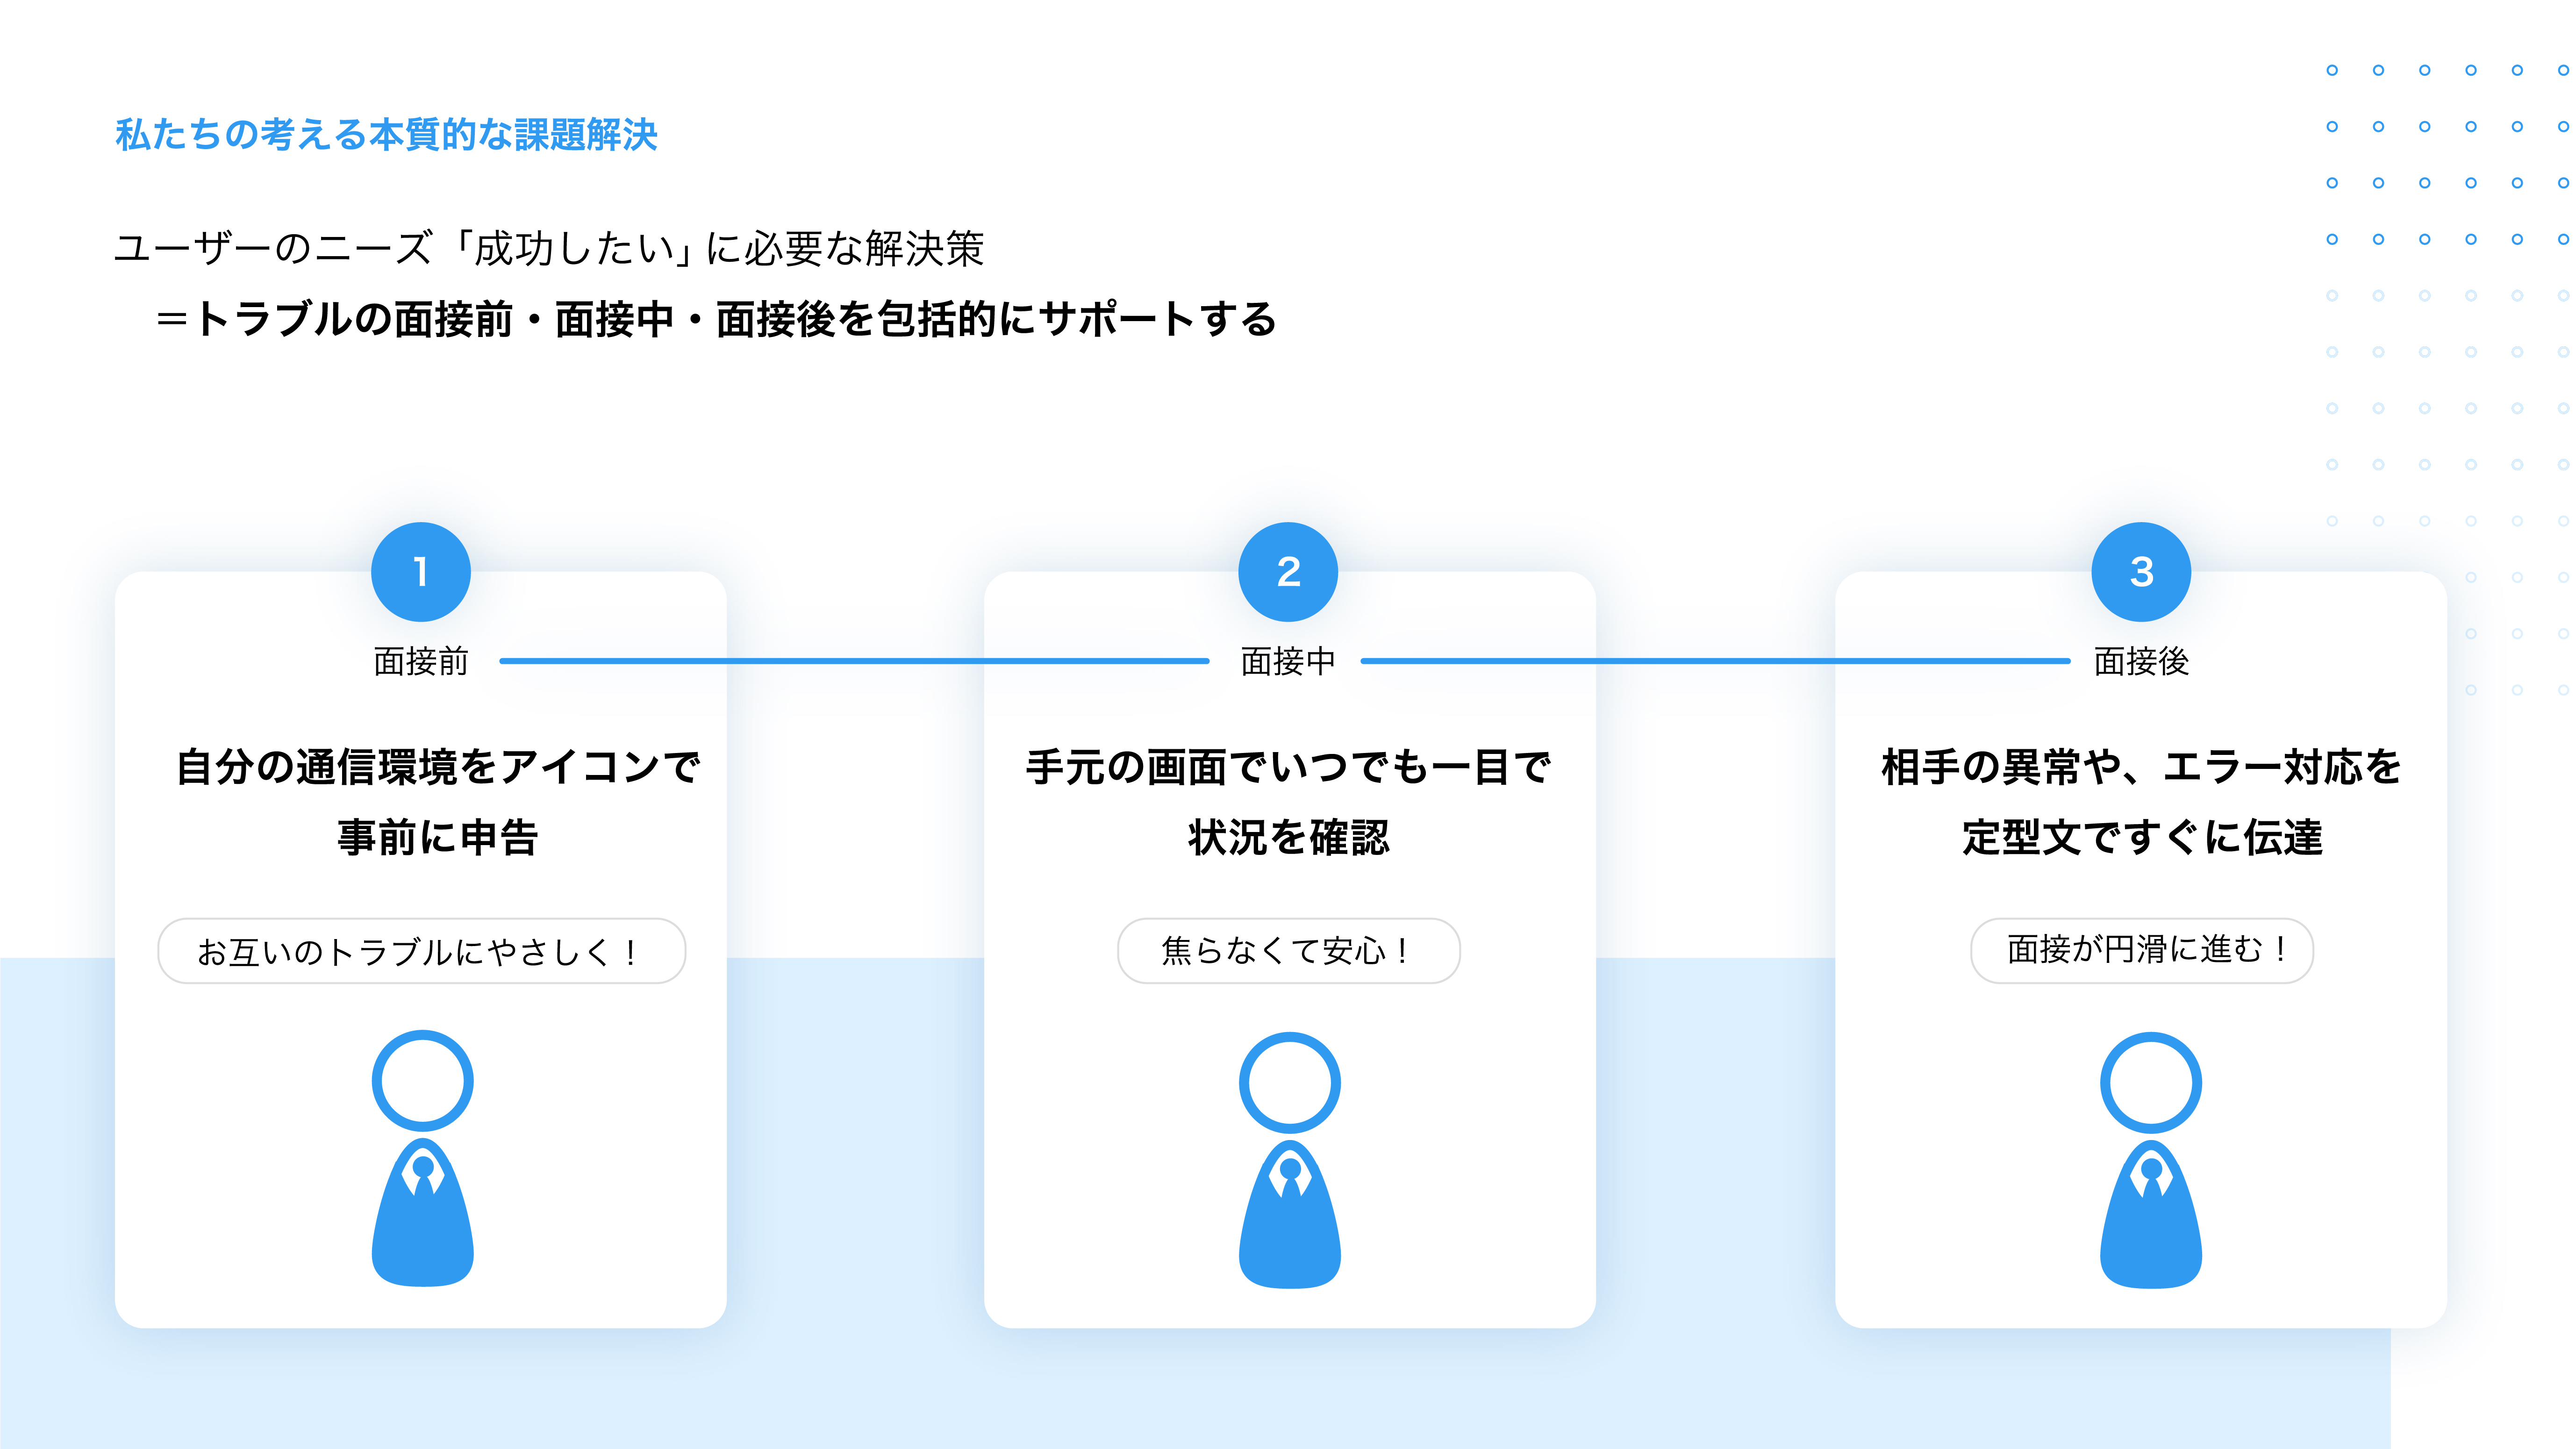 私たちの考える本質的な課題解決
ユーザーのニーズ「成功したい」に必要な解決策
＝トラブルの面接前・面接中・面接後を包括的にサポートする
1
面接前
自分の通信環境をアイコンで
事前に申告
お互いのトラブルにやさしく！
2
面接中
手元の画面でいつでも一目で
状況を確認
焦らなくて安心！
3
面接後
相手の異常や、エラー対応を
定型文ですぐに伝達
面接が円滑に進む！